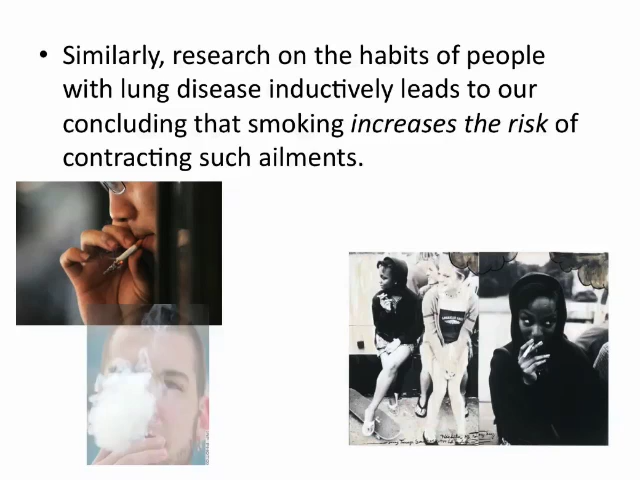 • Similarly, research on the habits of people
with lung disease inductively leads to our
concluding that smoking increases the risk of
contracting such ailments.